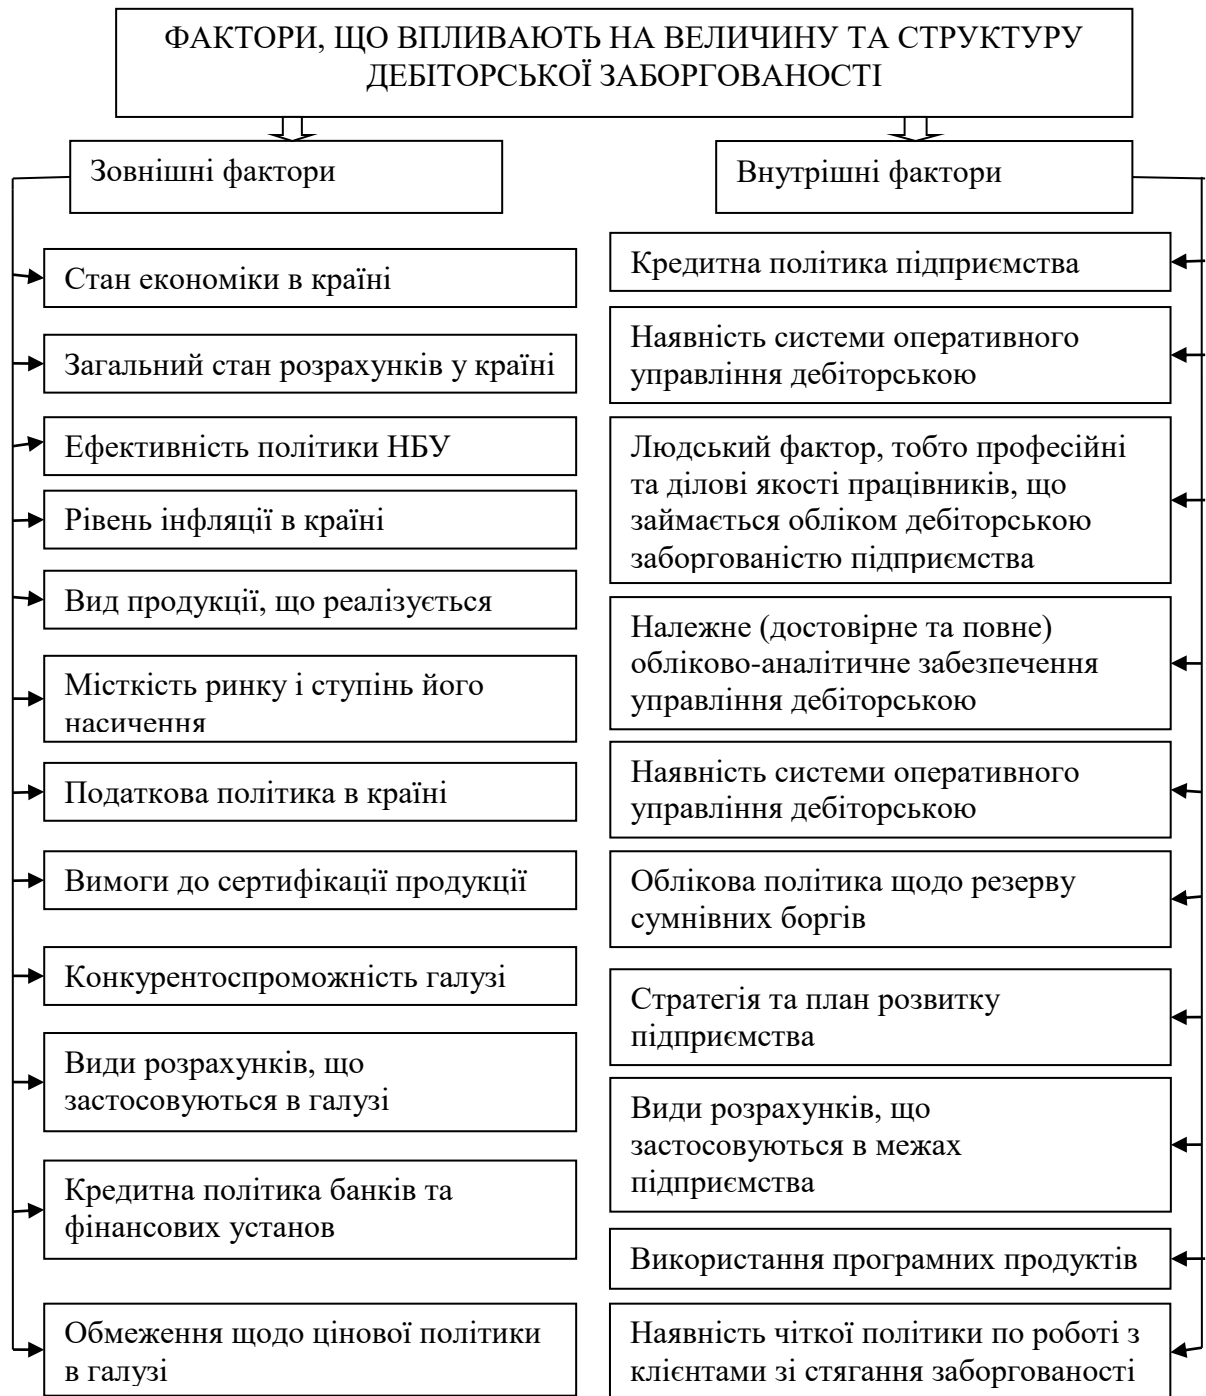 ФАКТОРИ, ЩО ВПЛИВАЮТЬ НА ВЕЛИЧИНУ ТА СТРУКТУРУ
ДЕБІТОРСЬКОЇ ЗАБОРГОВАНОСТІ
Зовнішні фактори
Стан економіки в країні
Загальний стан розрахунків у країні
Ефективність політики НБУ
Рівень інфляції в країні
Вид продукції, що реалізується
Місткість ринку і ступінь його
насичення
Податкова політика в країні
Вимоги до сертифікації продукції
Конкурентоспроможність галузі
Види розрахунків, що
застосовуються в галузі
Кредитна політика банків та
фінансових установ
Обмеження щодо цінової політики
в галузі
Внутрішні фактори
Кредитна політика підприємства
Наявність системи оперативного
управління дебіторською
Людський фактор, тобто професійні
та ділові якості працівників, що
займається обліком дебіторською
заборгованістю підприємства
Належне (достовірне та повне)
обліково-аналітичне забезпечення
управління дебіторською
Наявність системи оперативного
управління дебіторською
Облікова політика щодо резерву
сумнівних боргів
Стратегія та план розвитку
підприємства
Види розрахунків, що
застосовуються в межах
підприємства
Використання програмних продуктів
Наявність чіткої політики по роботі з
клієнтами зі стягання заборгованості